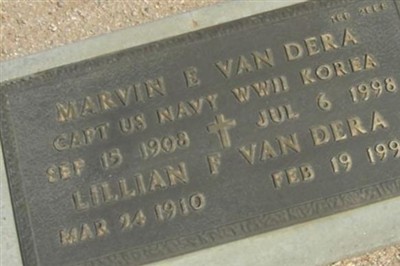 MARVIN E VAN DERA
CAPT US NAVY WWII KOREA
SEP 15 1908 JUL 6 1998
LILLIAN F VAN DERA
MAR 24 1910 FEB 19 199